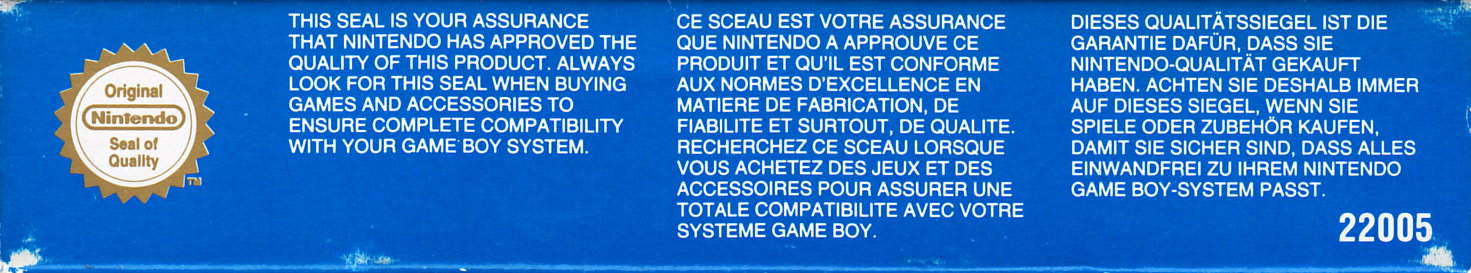 Original
Nintendo
Seal of
Quality
TM
THIS SEAL IS YOUR ASSURANCE
THAT NINTENDO HAS APPROVED THE
QUALITY OF THIS PRODUCT. ALWAYS
LOOK FOR THIS SEAL WHEN BUYING
GAMES AND ACCESSORIES TO
ENSURE COMPLETE COMPATIBILITY
WITH YOUR GAME BOY SYSTEM.
CE SCEAU EST VOTRE ASSURANCE
QUE NINTENDO A APPROUVE CE
PRODUIT ET QU'IL EST CONFORME
AUX NORMES D'EXCELLENCE EN
MATIERE DE FABRICATION, DE
FIABILITE ET SURTOUT, DE QUALITE.
RECHERCHEZ CE SCEAU LORSQUE
VOUS ACHETEZ DES JEUX ET DES
ACCESSOIRES POUR ASSURER UNE
TOTALE COMPATIBILITE AVEC VOTRE
SYSTEME GAME BOY.
DIESES QUALITÄTSSIEGEL IST DIE
GARANTIE DAFÜR, DASS SIE
NINTENDO-QUALITÄT GEKAUFT
HABEN. ACHTEN SIE DESHALB IMMER
AUF DIESES SIEGEL, WENN SIE
SPIELE ODER ZUBEHÖR KAUFEN,
DAMIT SIE SICHER SIND, DASS ALLES
EINWANDFREI ZU IHREM NINTENDO
GAME BOY-SYSTEM PASST.
22005